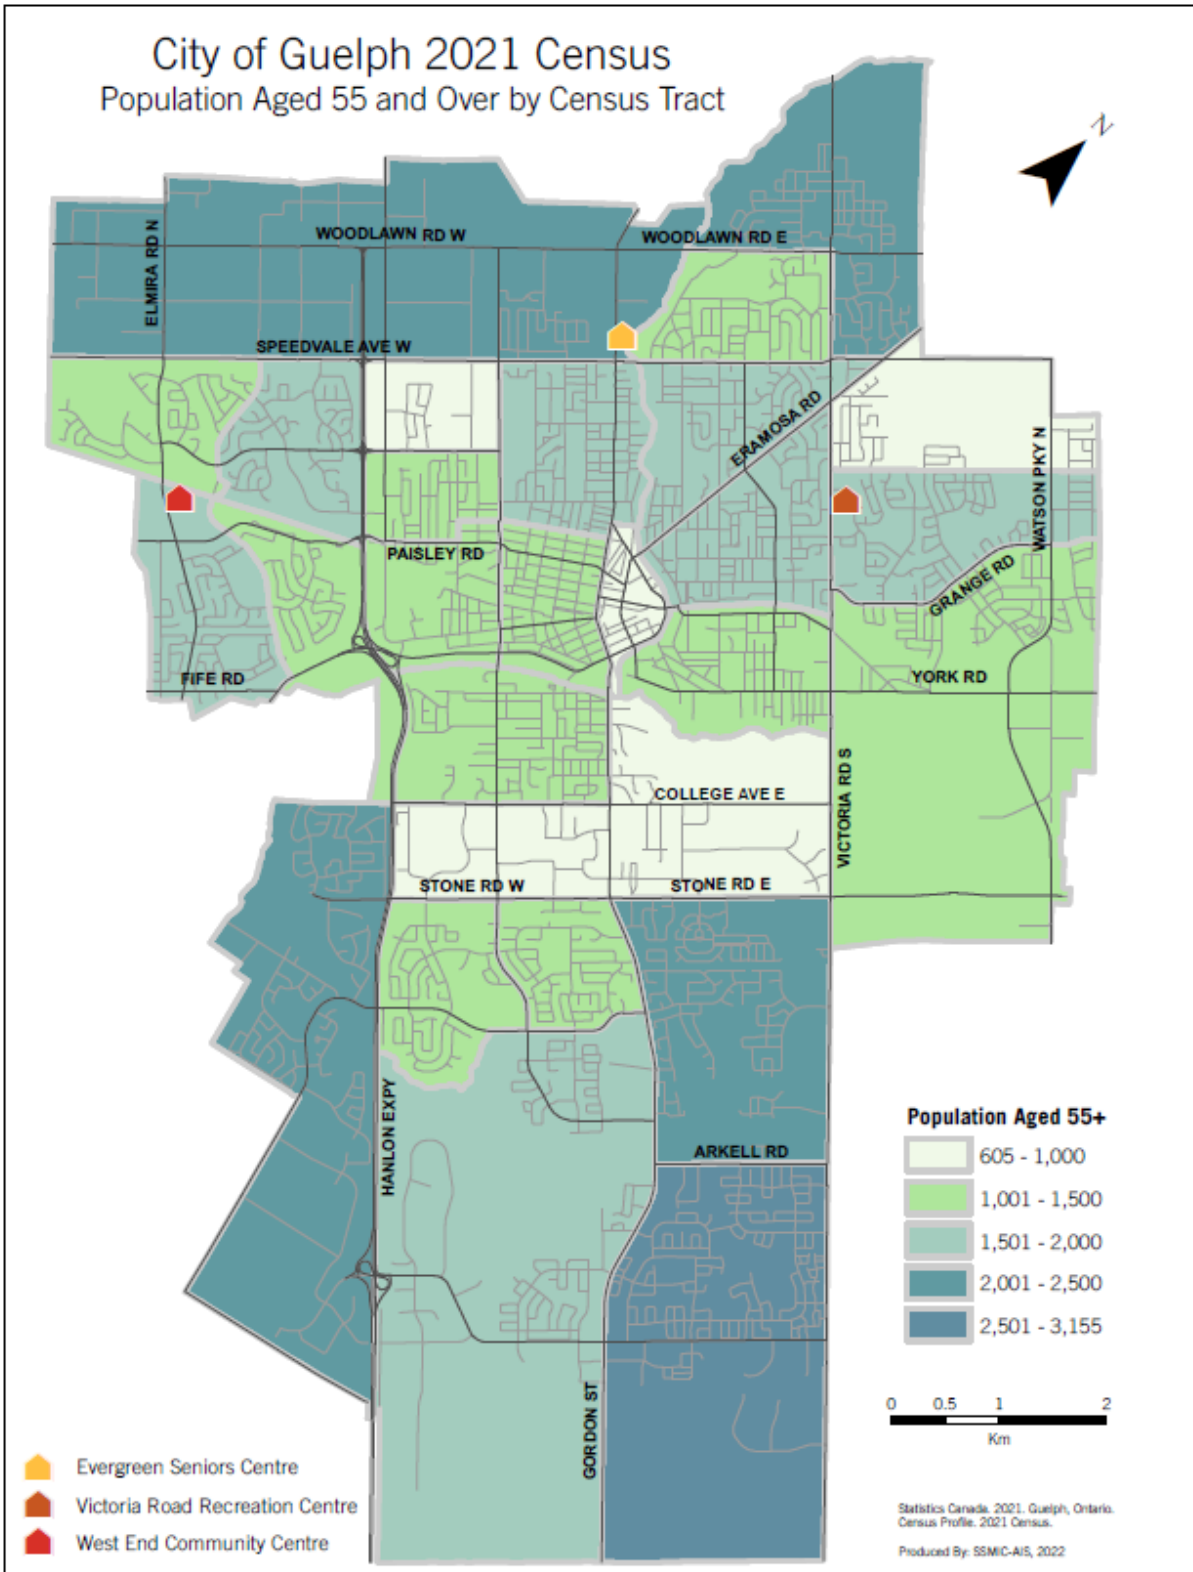 City of Guelph 2021 Census
Population Aged 55 and Over by Census Tract
N
ELMIRA RD N
WOODLAWN RD W
WOODLAWN RD E
SPEEDVALE AVE W
ERAMOSA RD
WATSON PKY N
PAISLEY RD
GRANGE RD
FIFE RD
YORK RD
VICTORIA RD S
COLLEGE AVE E
STONE RD W
STONE RD E
HANLON EXPY
ARKELL RD
GORDON ST
Population Aged 55+
605 - 1,000
1,001 - 1,500
1,501 - 2,000
2,001 - 2,500
2,501 - 3,155
0 0.5 1 2
Km
Evergreen Seniors Centre
Victoria Road Recreation Centre
West End Community Centre
Statistics Canada. 2021. Guelph, Ontario.
Census Profile. 2021 Census.
Produced By: SSMIC-AIS, 2022